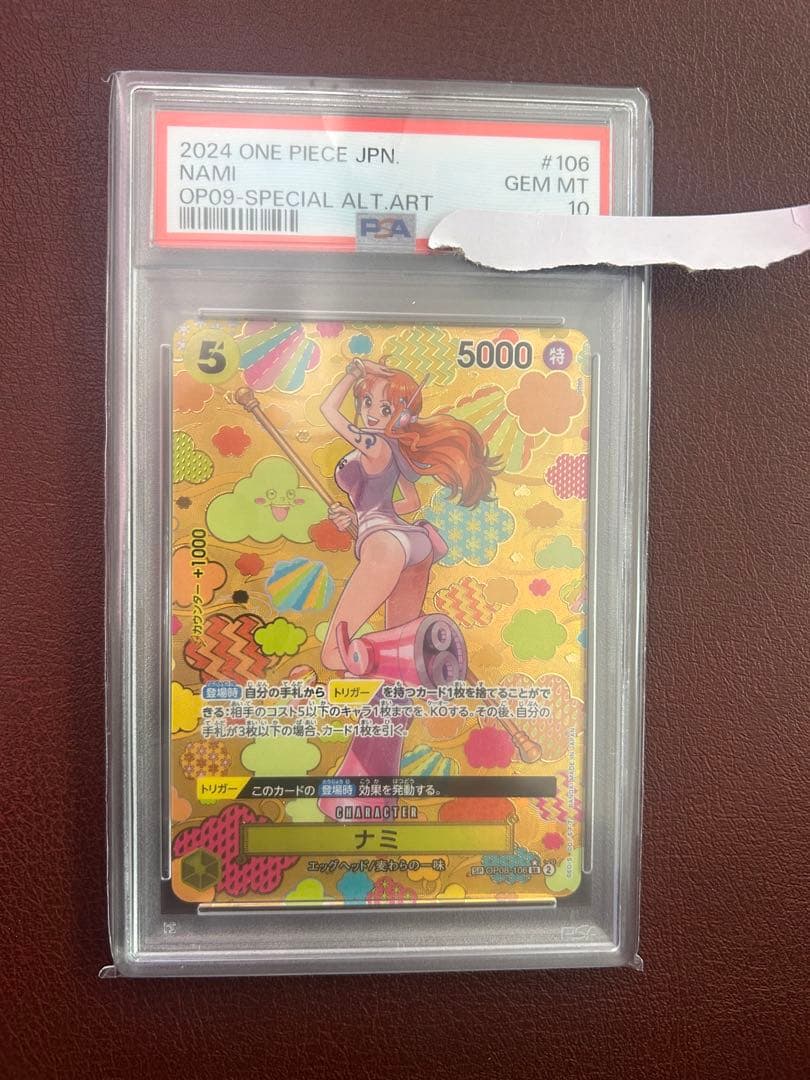 2024 ONE PIECE JPN.
#106
NAMI
GEM MT
OP09-SPECIAL ALT.ART
10
PSA
5
5000
特
カウンター +1000
登場時 自分の手札から トリガー を持つカード1枚を捨てることがで
きる:相手のコスト5以下のキャラ1枚までを、KOする。その後、自分の
手札が3枚以下の場合、カード1枚を引く。
トリガー このカードの 登場時 効果を発動する。
CHARACTER
ナミ
エッグヘッド/麦わらの一味
SP OP08-106 SR 2
PSA